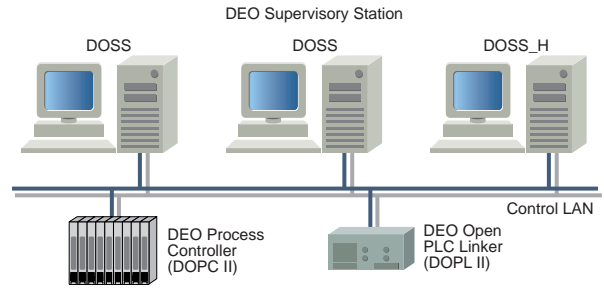 DEO Supervisory Station
DOSS
DOSS
DOSS_H
Control LAN
DEO Process
Controller
(DOPC II)
DEO Open
PLC Linker
(DOPL II)